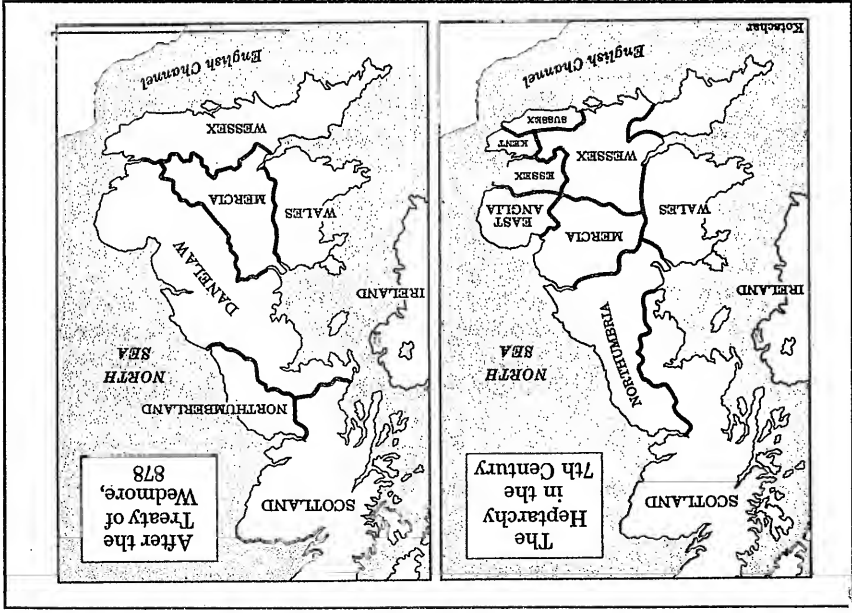 The
Heptarchy
in the
7th Century
SCOTLAND
NORTH
SEA
IRELAND
NORTHUMBRIA
WALES
MERCIA
EAST
ANGLIA
WESSEX
ESSEX
KENT
SUSSEX
English Channel
Kotschar
After the
Treaty of
Wedmore,
878
SCOTLAND
NORTHUMBERLAND
NORTH
SEA
IRELAND
DANELAW
WALES
MERCIA
WESSEX
English Channel